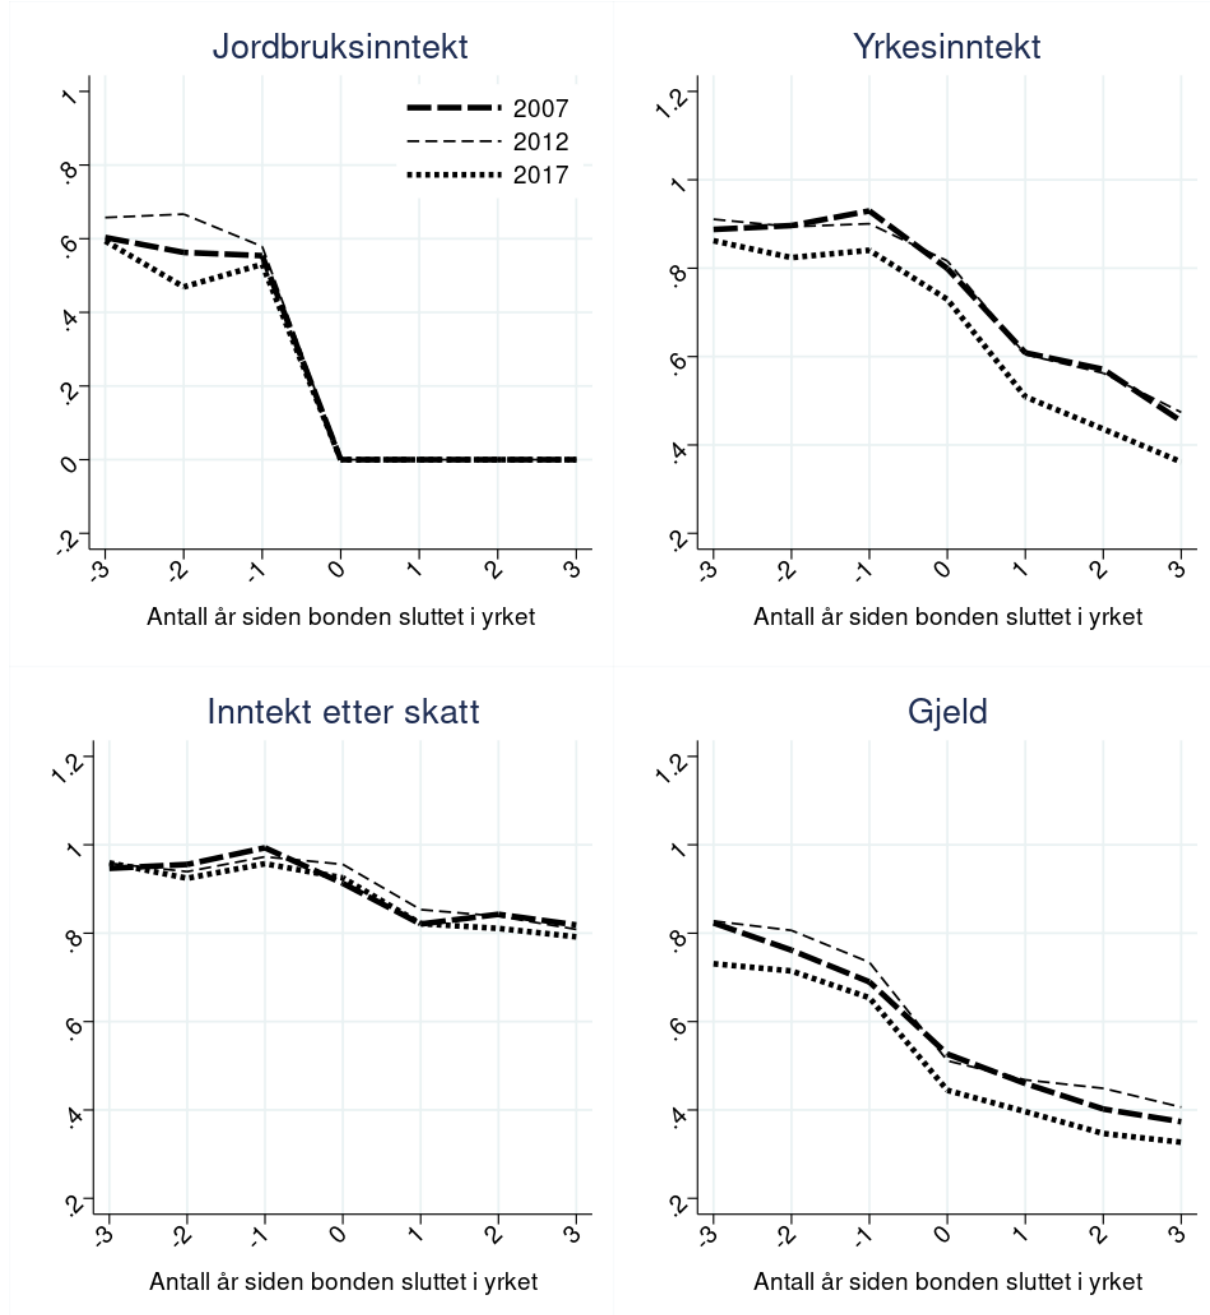 Jordbruksinntekt
1
.8
.6
.4
.2
0
-.2
2007
2012
2017
-3 -2 -1 0 1 2 3
Antall år siden bonden sluttet i yrket
Yrkesinntekt
1.2
1
.8
.6
.4
.2
-3 -2 -1 0 1 2 3
Antall år siden bonden sluttet i yrket
Inntekt etter skatt
1.2
1
.8
.6
.4
.2
-3 -2 -1 0 1 2 3
Antall år siden bonden sluttet i yrket
Gjeld
1.2
1
.8
.6
.4
.2
-3 -2 -1 0 1 2 3
Antall år siden bonden sluttet i yrket